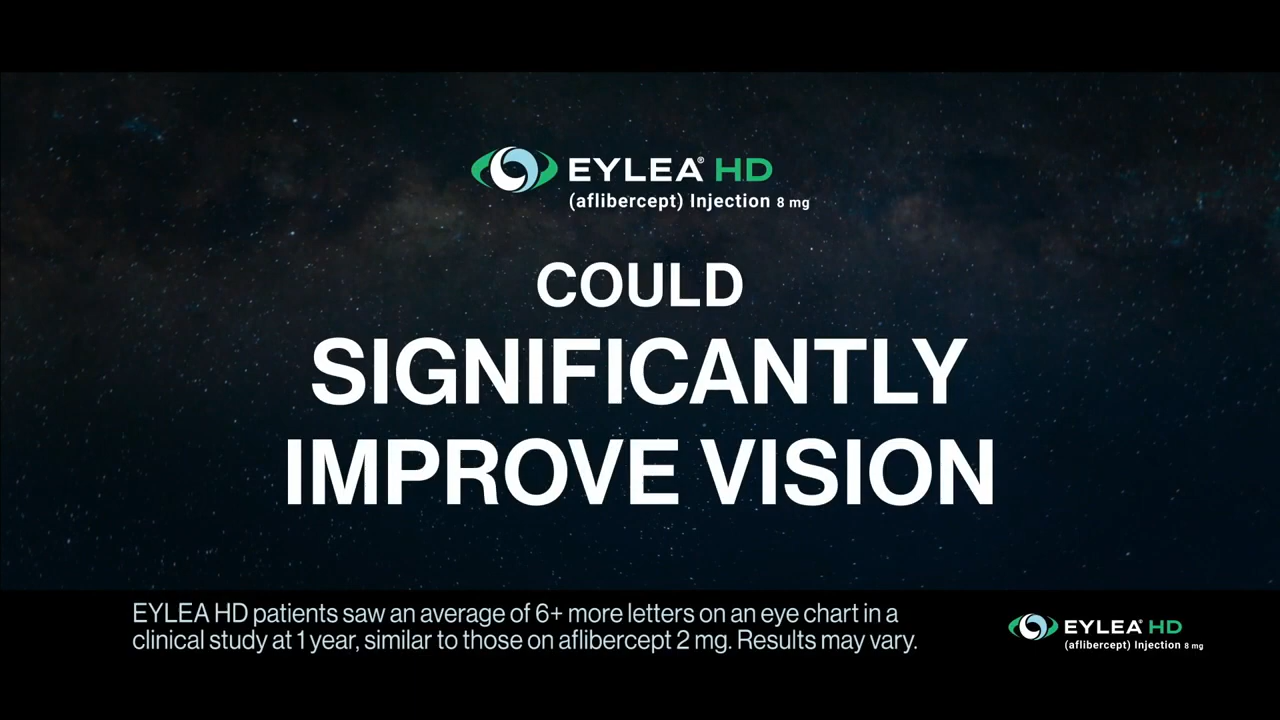 EYLEA® HD
(aflibercept) Injection 8 mg
COULD
SIGNIFICANTLY
IMPROVE VISION
EYLEA HD patients saw an average of 6+ more letters on an eye chart in a
clinical study at 1 year, similar to those on aflibercept 2 mg. Results may vary.
EYLEA® HD
(aflibercept) Injection 8 mg